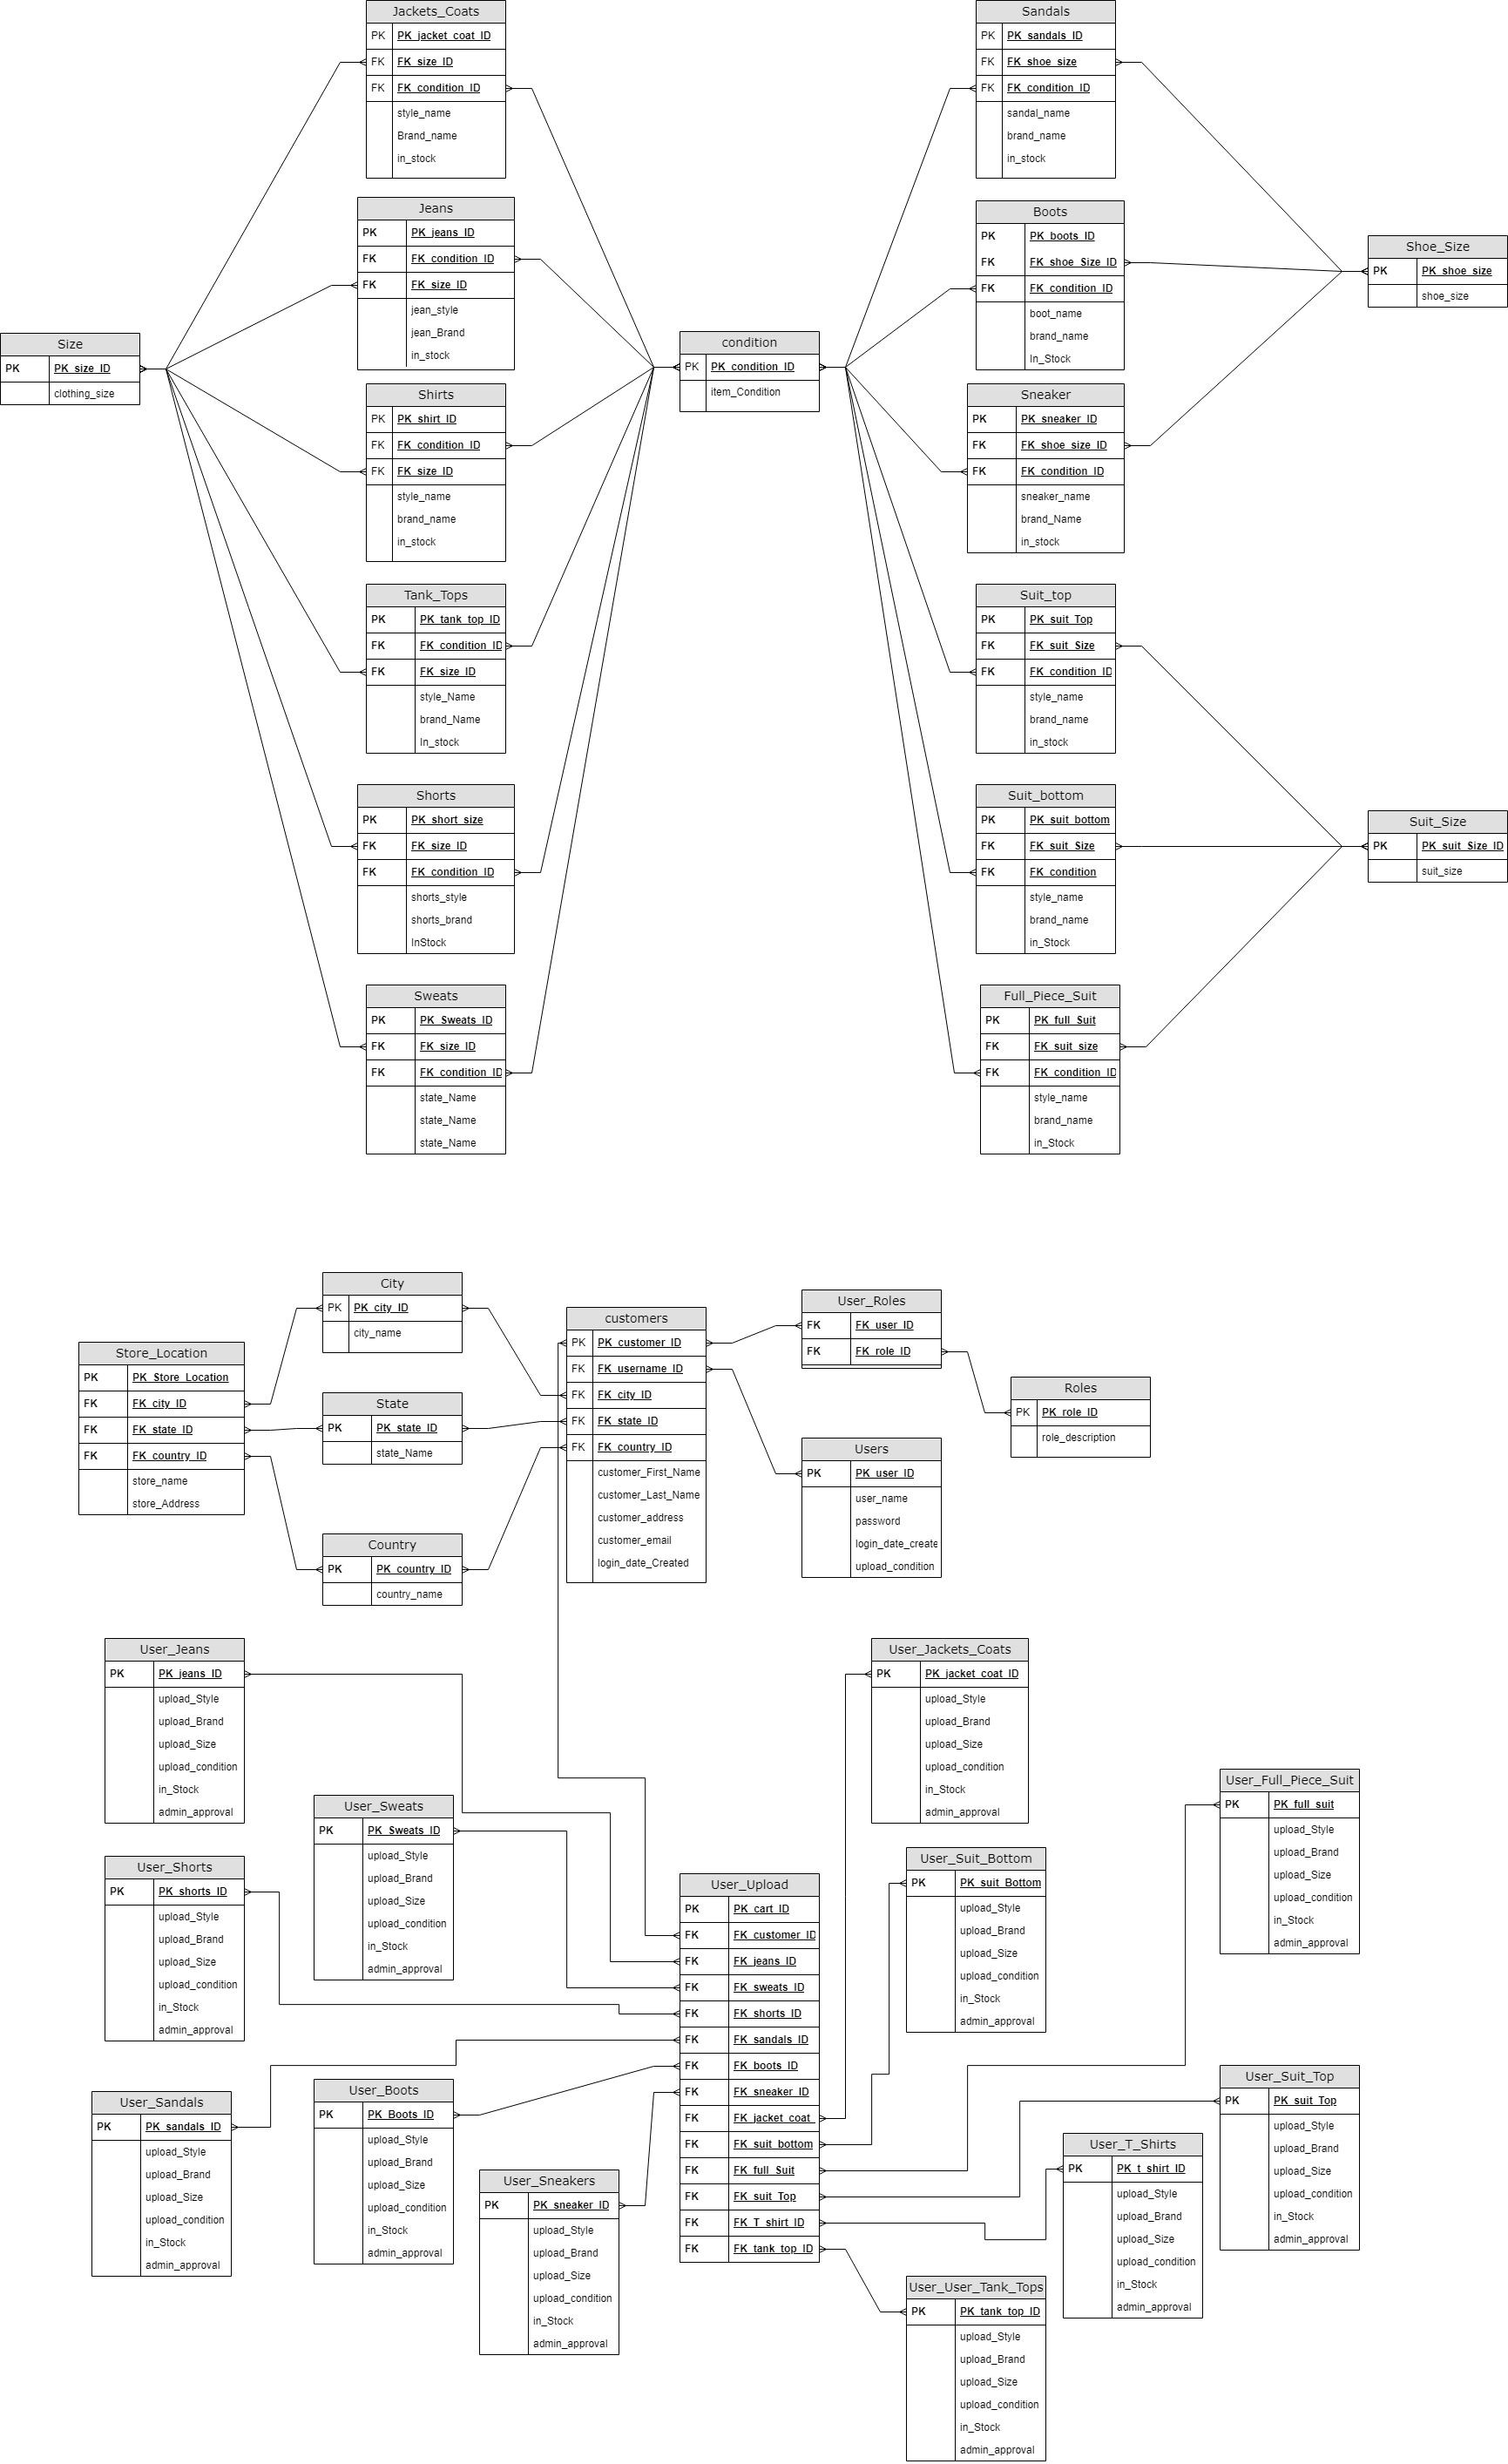 Jackets_Coats
PK PK_jacket_coat_ID
FK FK_size_ID
FK FK_condition_ID
style_name
Brand_name
in_stock
Jeans
PK PK_jeans_ID
FK FK_condition_ID
FK FK_size_ID
jean_style
jean_Brand
in_stock
Size
PK PK_size_ID
clothing_size
Shirts
PK PK_shirt_ID
FK FK_condition_ID
FK FK_size_ID
style_name
brand_name
in_stock
Tank_Tops
PK PK_tank_top_ID
FK FK_condition_ID
FK FK_size_ID
style_Name
brand_Name
In_stock
Shorts
PK PK_short_size
FK FK_size_ID
FK FK_condition_ID
shorts_style
shorts_brand
InStock
Sweats
PK PK_Sweats_ID
FK FK_size_ID
FK FK_condition_ID
state_Name
state_Name
state_Name
condition
PK PK_condition_ID
item_Condition
Sandals
PK PK_sandals_ID
FK FK_shoe_size
FK FK_condition_ID
sandal_name
brand_name
in_stock
Boots
PK PK_boots_ID
FK FK_shoe_Size_ID
FK FK_condition_ID
boot_name
brand_name
In_Stock
Shoe_Size
PK PK_shoe_size
shoe_size
Sneaker
PK PK_sneaker_ID
FK FK_shoe_size_ID
FK FK_condition_ID
sneaker_name
brand_Name
in_stock
Suit_top
PK PK_suit_Top
FK FK_suit_Size
FK FK_condition_ID
style_name
brand_name
in_stock
Suit_bottom
PK PK_suit_bottom
FK FK_suit_Size
FK FK_condition
style_name
brand_name
in_Stock
Suit_Size
PK PK_suit_Size_ID
suit_size
Full_Piece_Suit
PK PK_full_Suit
FK FK_suit_size
FK FK_condition_ID
style_name
brand_name
in_Stock
City
PK PK_city_ID
city_name
Store_Location
PK PK_Store_Location
FK FK_city_ID
FK FK_state_ID
FK FK_country_ID
store_name
store_Address
State
PK PK_state_ID
state_Name
Country
PK PK_country_ID
country_name
customers
PK PK_customer_ID
FK FK_username_ID
FK FK_city_ID
FK FK_state_ID
FK FK_country_ID
customer_First_Name
customer_Last_Name
customer_address
customer_email
login_date_Created
User_Roles
FK FK_user_ID
FK FK_role_ID
Roles
PK PK_role_ID
role_description
Users
PK PK_user_ID
user_name
password
login_date_create
upload_condition
User_Jeans
PK PK_jeans_ID
upload_Style
upload_Brand
upload_Size
upload_condition
in_Stock
admin_approval
User_Sweats
PK PK_Sweats_ID
upload_Style
upload_Brand
upload_Size
upload_condition
in_Stock
admin_approval
User_Shorts
PK PK_shorts_ID
upload_Style
upload_Brand
upload_Size
upload_condition
in_Stock
admin_approval
User_Sandals
PK PK_sandals_ID
upload_Style
upload_Brand
upload_Size
upload_condition
in_Stock
admin_approval
User_Boots
PK PK_Boots_ID
upload_Style
upload_Brand
upload_Size
upload_condition
in_Stock
admin_approval
User_Sneakers
PK PK_sneaker_ID
upload_Style
upload_Brand
upload_Size
upload_condition
in_Stock
admin_approval
User_Upload
PK PK_cart_ID
FK FK_customer_ID
FK FK_jeans_ID
FK FK_sweats_ID
FK FK_shorts_ID
FK FK_sandals_ID
FK FK_boots_ID
FK FK_sneaker_ID
FK FK_jacket_coat_
FK FK_suit_bottom
FK FK_full_Suit
FK FK_suit_Top
FK FK_T_shirt_ID
FK FK_tank_top_ID
User_Jackets_Coats
PK PK_jacket_coat_ID
upload_Style
upload_Brand
upload_Size
upload_condition
in_Stock
admin_approval
User_Suit_Bottom
PK PK_suit_Bottom
upload_Style
upload_Brand
upload_Size
upload_condition
in_Stock
admin_approval
User_Full_Piece_Suit
PK PK_full_suit
upload_Style
upload_Brand
upload_Size
upload_condition
in_Stock
admin_approval
User_Suit_Top
PK PK_suit_Top
upload_Style
upload_Brand
upload_Size
upload_condition
in_Stock
admin_approval
User_T_Shirts
PK PK_t_shirt_ID
upload_Style
upload_Brand
upload_Size
upload_condition
in_Stock
admin_approval
User_User_Tank_Tops
PK PK_tank_top_ID
upload_Style
upload_Brand
upload_Size
upload_condition
in_Stock
admin_approval